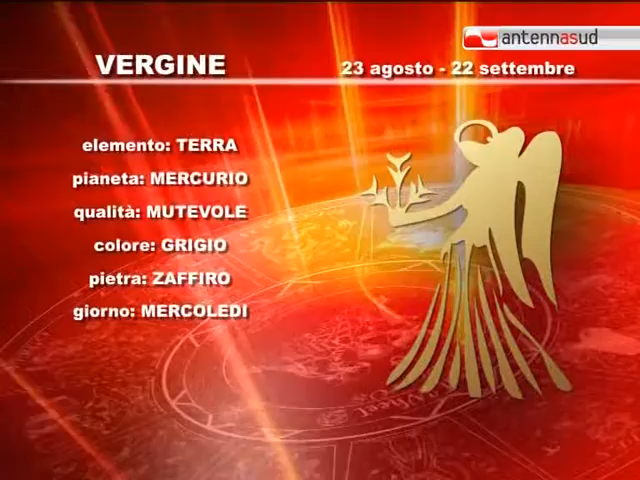 antennasud
VERGINE
23 agosto - 22 settembre
elemento: TERRA
pianeta: MERCURIO
qualità: MUTEVOLE
colore: GRIGIO
pietra: ZAFFIRO
giorno: MERCOLEDI